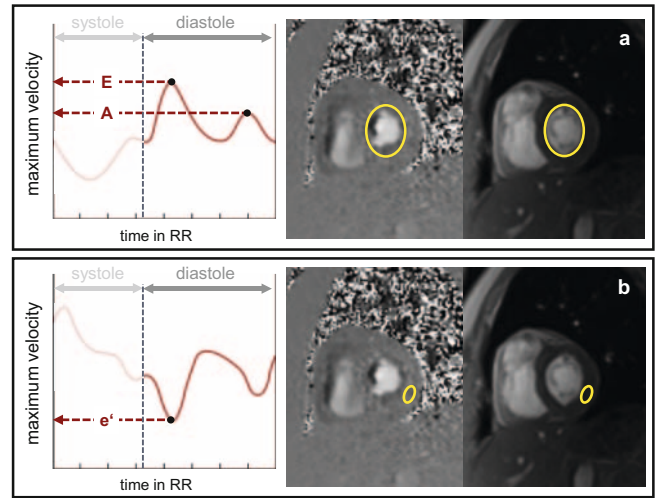 systole diastole
a
E
A
maximum velocity
time in RR
systole diastole
b
e‘
maximum velocity
time in RR